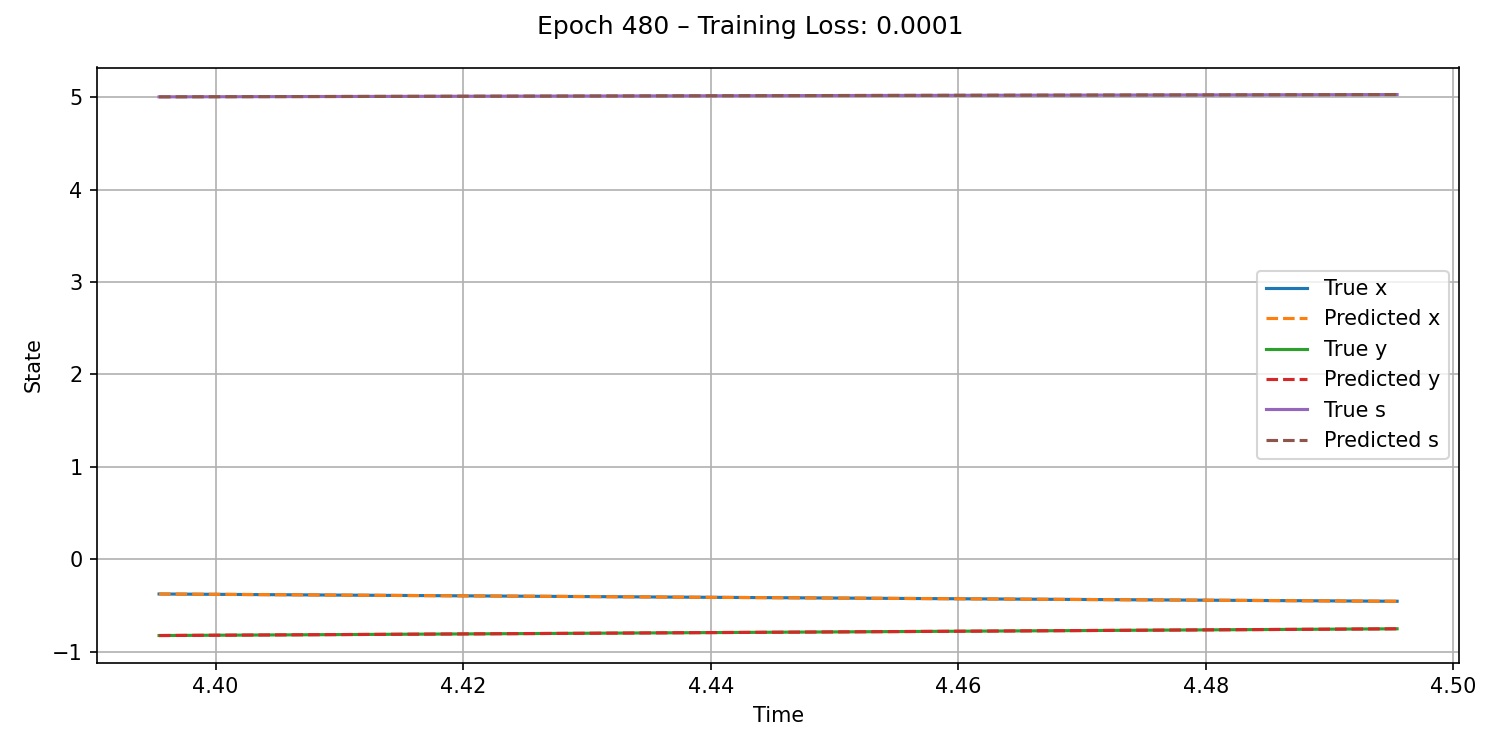 Epoch 480 – Training Loss: 0.0001
State
5
4
3
2
1
0
−1
True x
Predicted x
True y
Predicted y
True s
Predicted s
4.40 4.42 4.44 4.46 4.48 4.50
Time